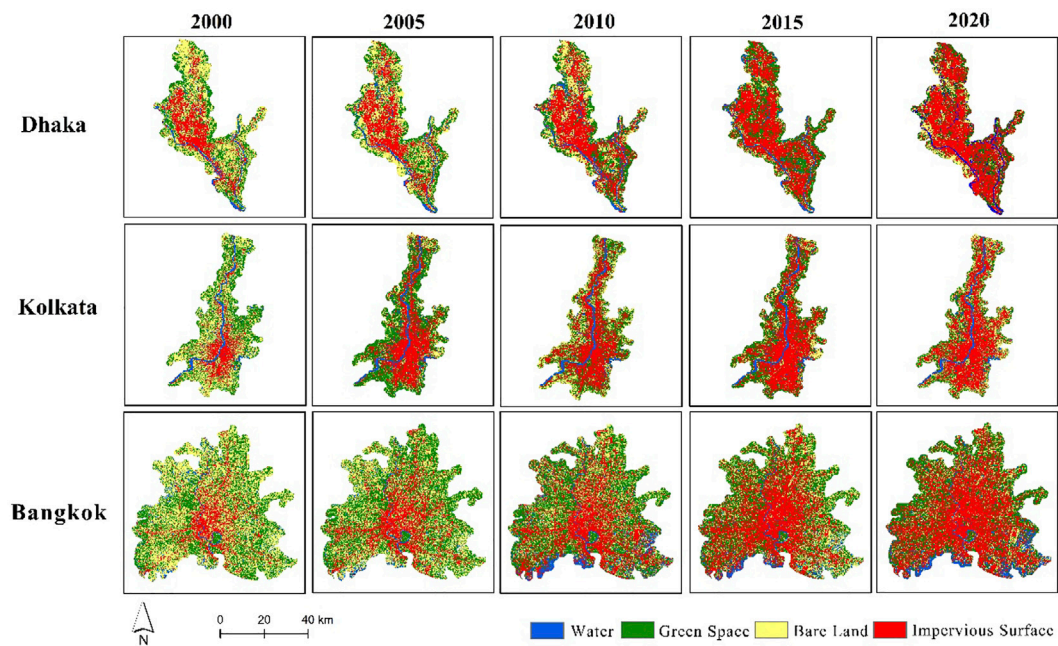 2000 2005 2010 2015 2020
Dhaka
Kolkata
Bangkok
N
0 20 40 km
Water Green Space Bare Land Impervious Surface